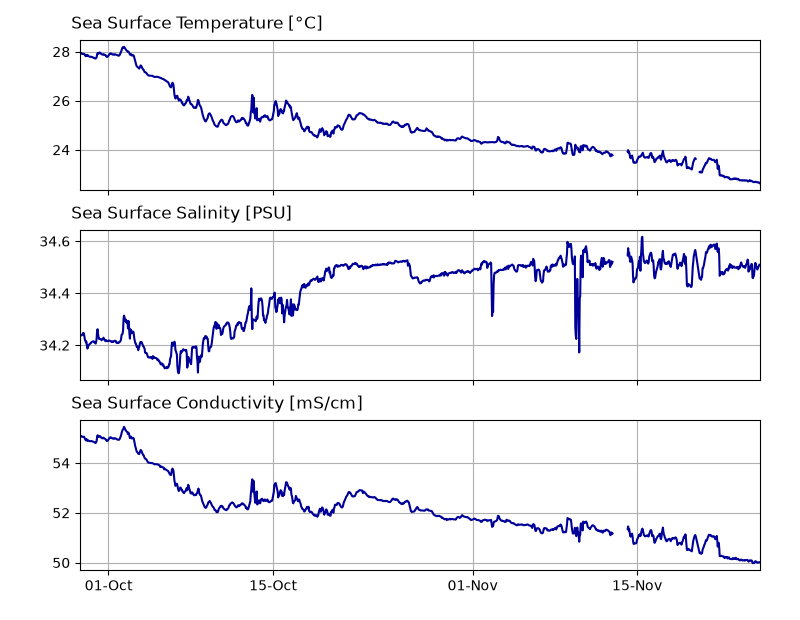 Sea Surface Temperature [°C]
28
26
24
Sea Surface Salinity [PSU]
34.6
34.4
34.2
Sea Surface Conductivity [mS/cm]
54
52
50
01-Oct 15-Oct 01-Nov 15-Nov